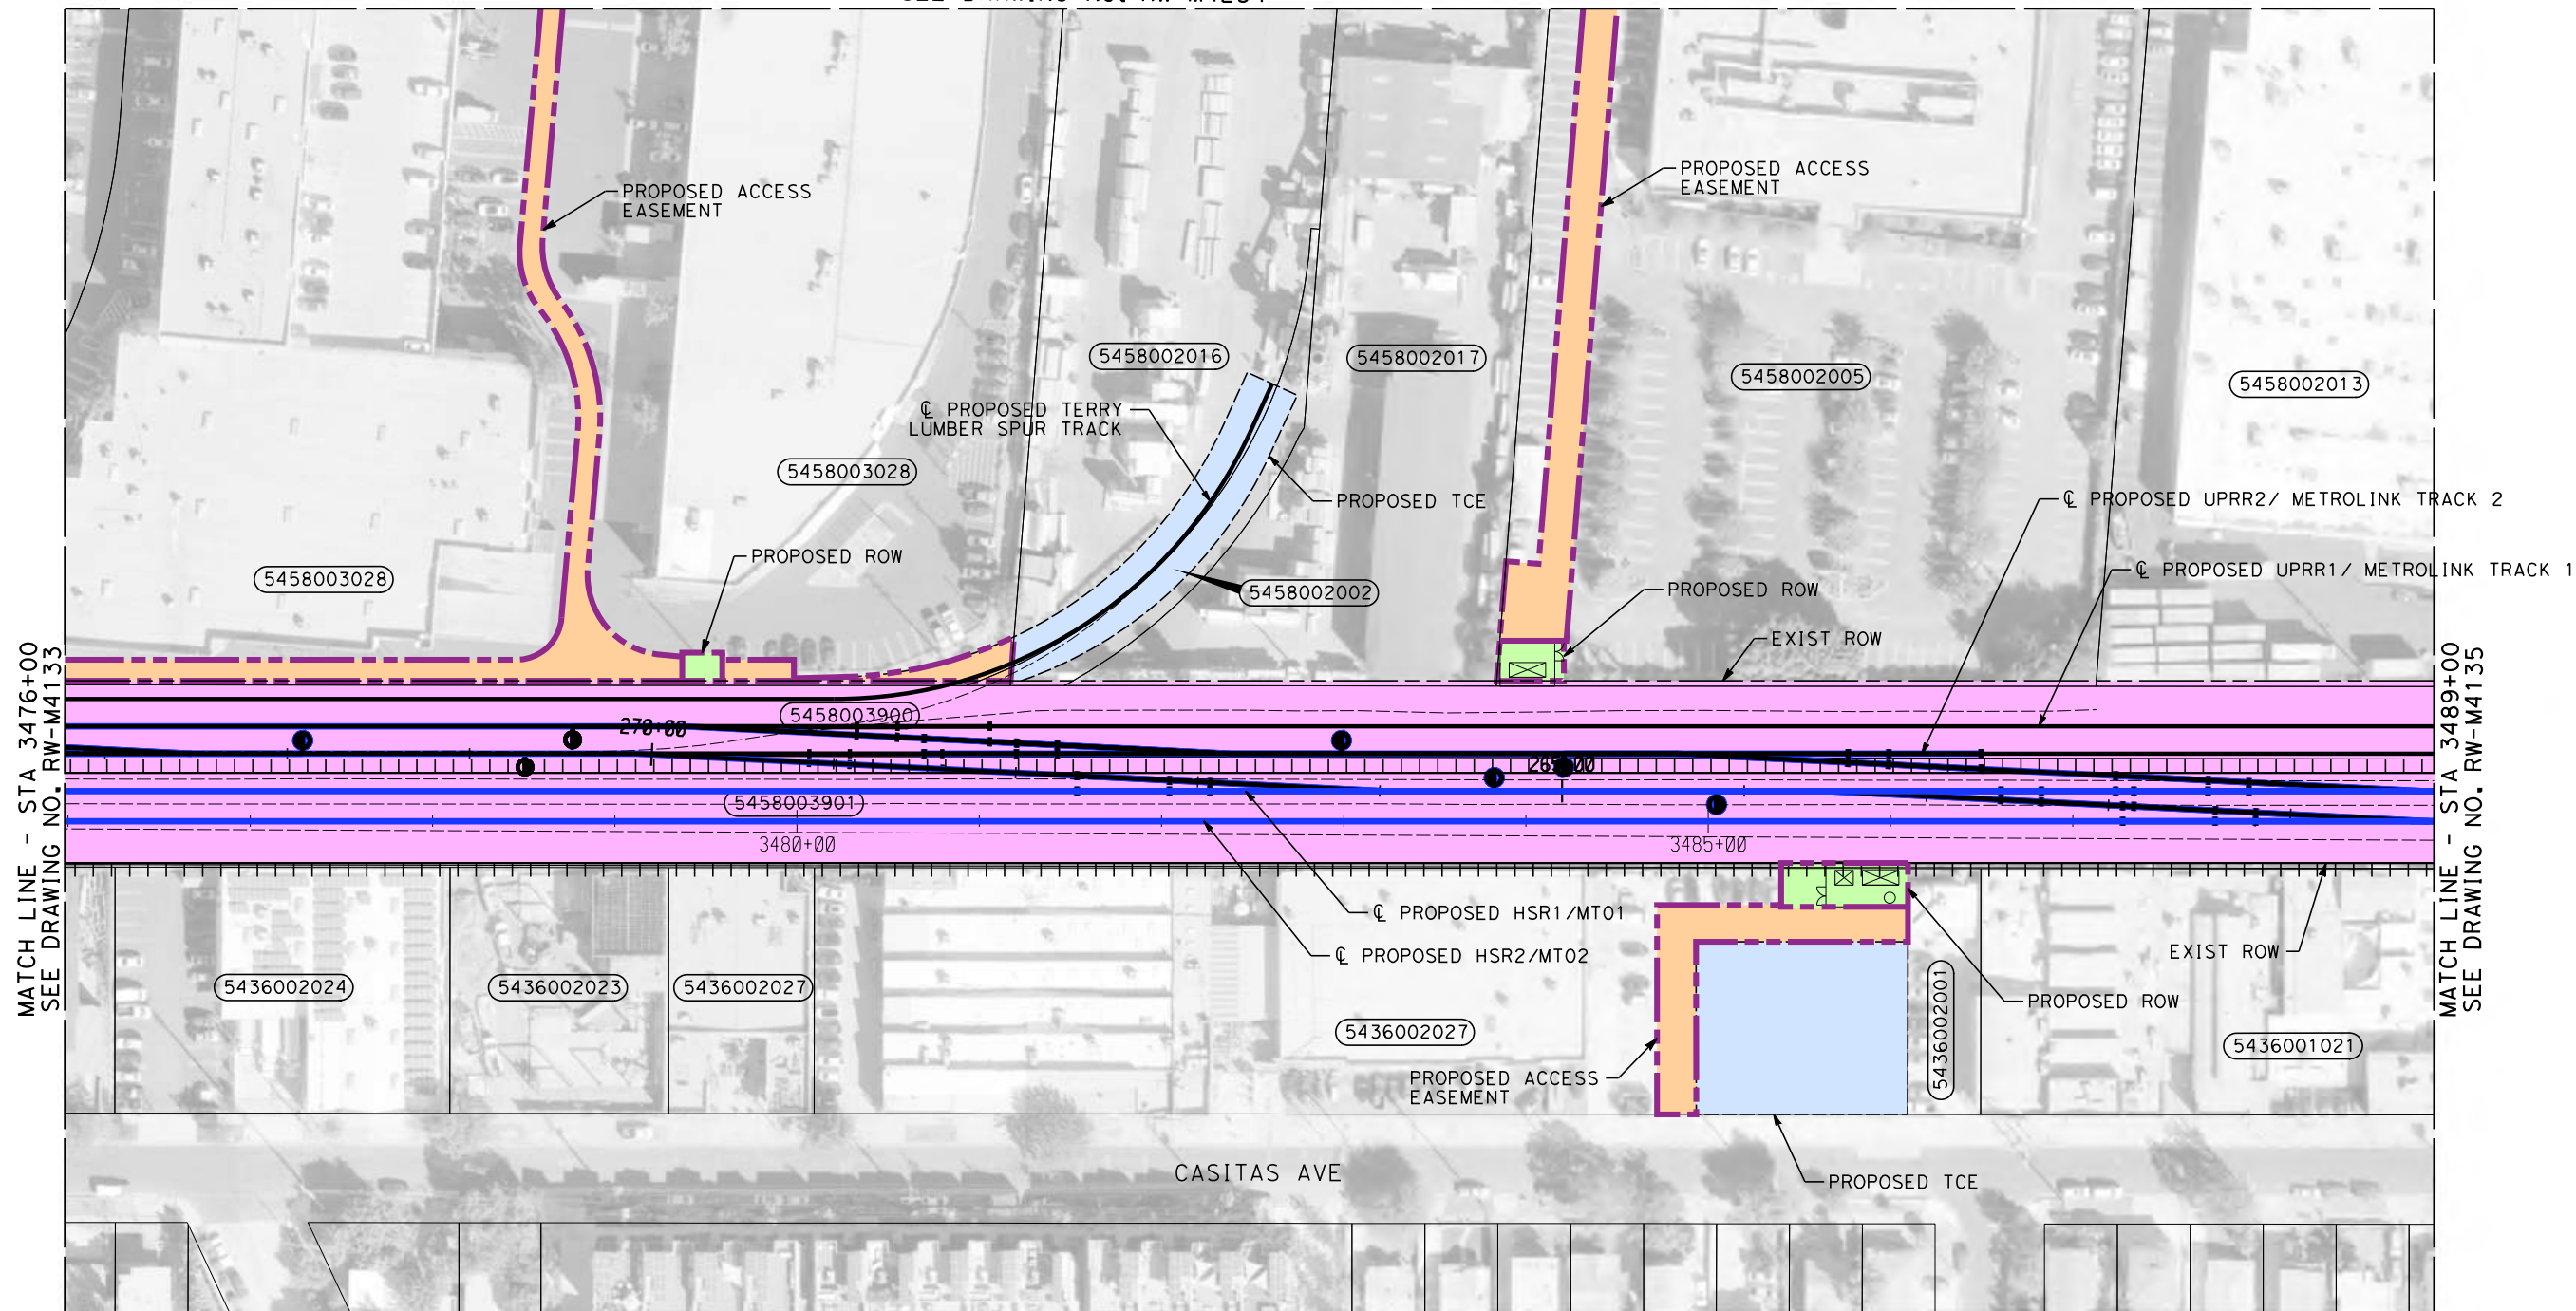 PROPOSED ACCESS
EASEMENT
PROPOSED ACCESS
EASEMENT
5458002016
5458002017
5458002005
5458002013
℄ PROPOSED TERRY
LUMBER SPUR TRACK
5458003028
PROPOSED TCE
℄ PROPOSED UPRR2/ METROLINK TRACK 2
PROPOSED ROW
℄ PROPOSED UPRR1/ METROLINK TRACK 1
5458003028
5458002002
PROPOSED ROW
EXIST ROW
MATCH LINE - STA 3476+00
SEE DRAWING NO. RW-M4133
MATCH LINE - STA 3489+00
SEE DRAWING NO. RW-M4135
5458003900
270+00
5458003901
3480+00
3485+00
℄ PROPOSED HSR1/MT01
℄ PROPOSED HSR2/MT02
EXIST ROW
5436002024
5436002023
5436002027
5436002001
PROPOSED ROW
5436002027
5436001021
PROPOSED ACCESS
EASEMENT
CASITAS AVE
PROPOSED TCE